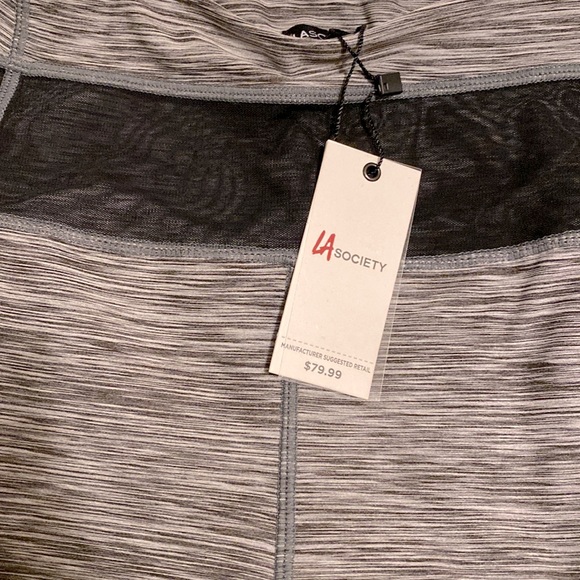 LA SOCIETY
MANUFACTURER SUGGESTED RETAIL
$79.99